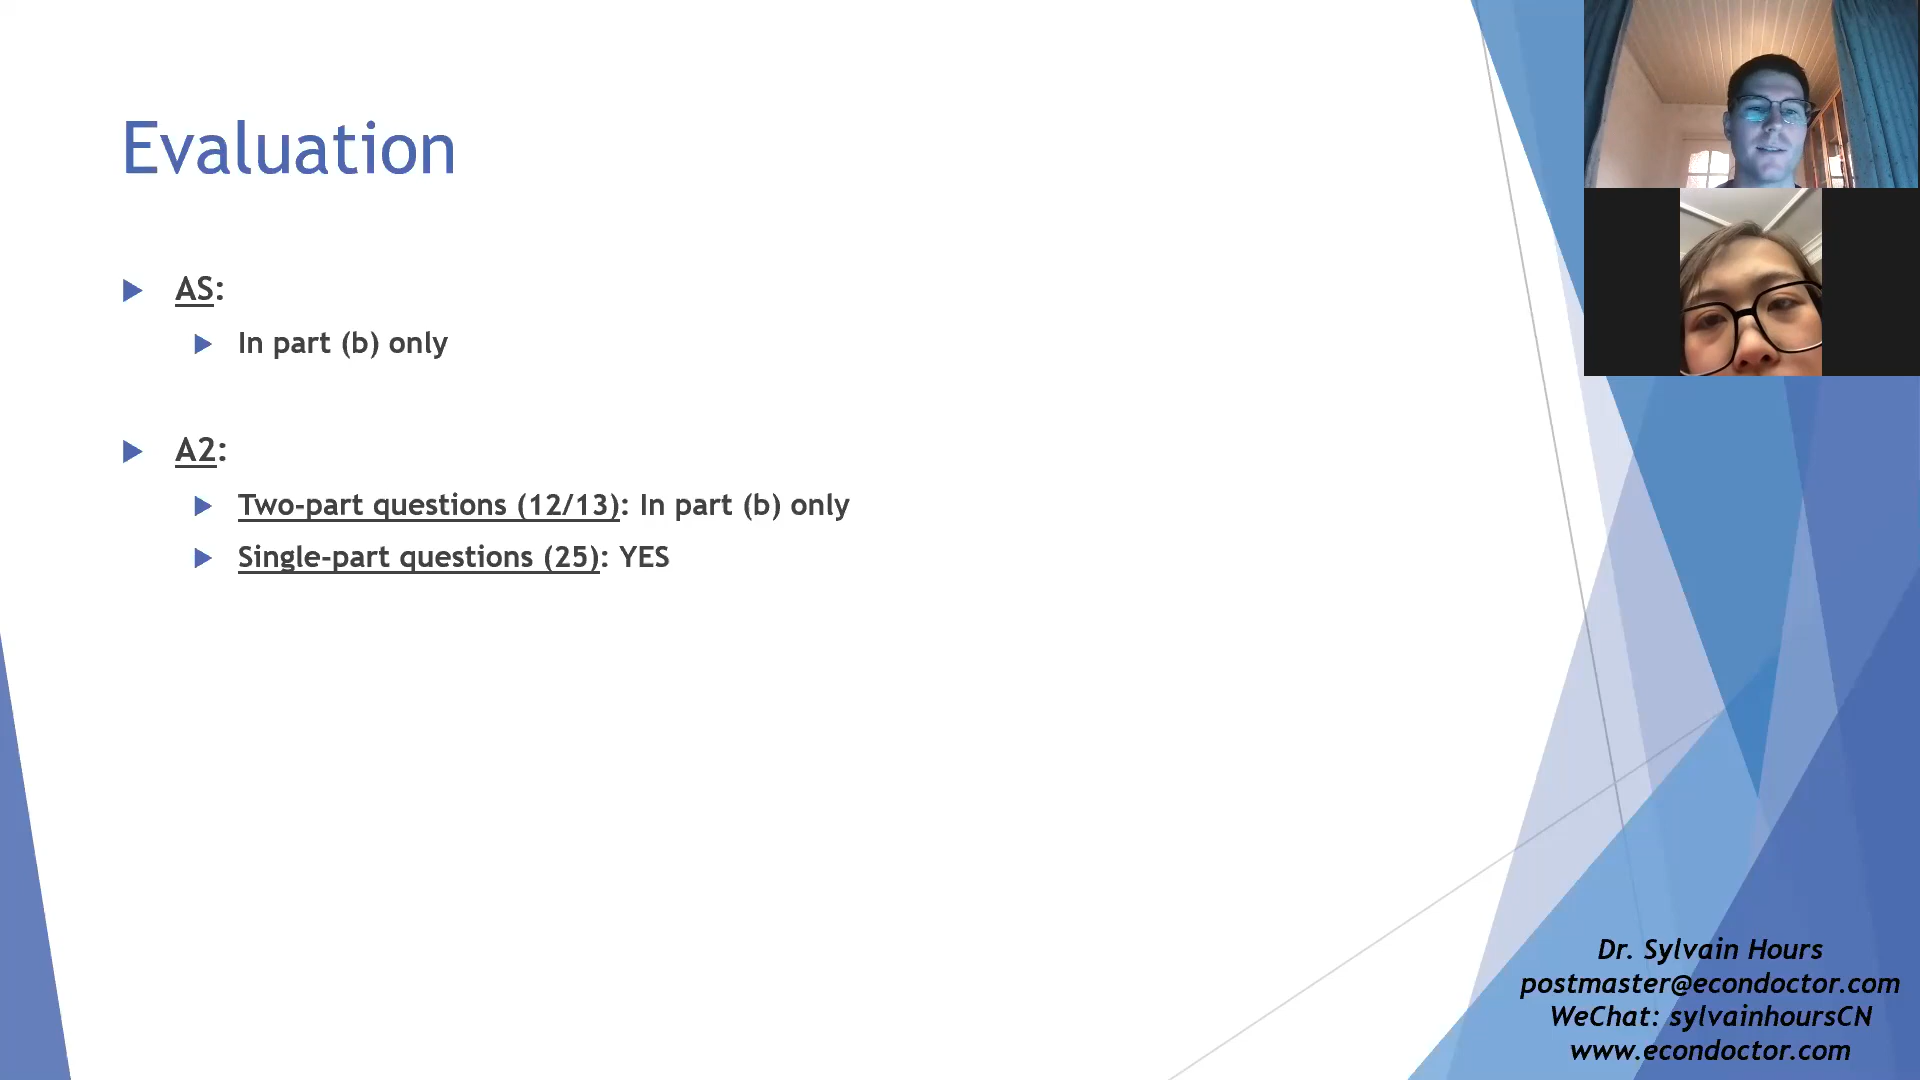 Evaluation
AS:
In part (b) only
A2:
Two-part questions (12/13): In part (b) only
Single-part questions (25): YES
Dr. Sylvain Hours
postmaster@econdoctor.com
WeChat: sylvainhoursCN
www.econdoctor.com